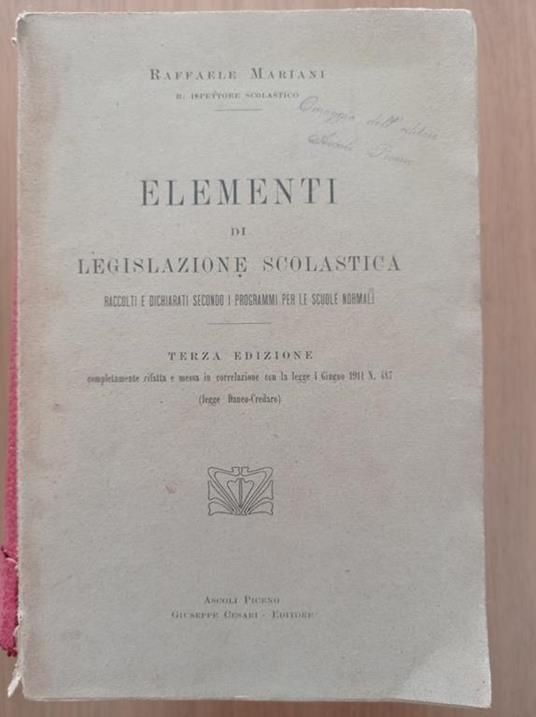 Raffaele Mariani
R. ISPETTORE SCOLASTICO
Omaggio dell'editore
Ascoli Piceno
ELEMENTI
DI
LEGISLAZIONE SCOLASTICA
RACCOLTI E DICHIARATI SECONDO I PROGRAMMI PER LE SCUOLE NORMALI
TERZA EDIZIONE
completamente rifatta e messa in correlazione con la legge 4 Giugno 1911 N. 487
(legge Daneo-Credaro)
Ascoli Piceno
Giuseppe Cesari - Editore